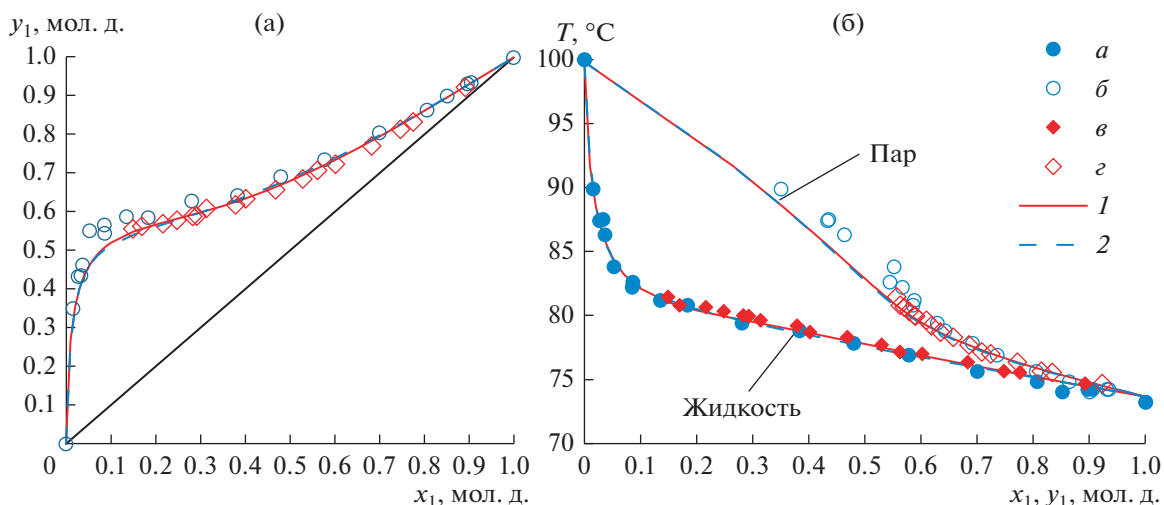 y₁, мол. д.
(а)
1.0
0.9
0.8
0.7
0.6
0.5
0.4
0.3
0.2
0.1
0 0.1 0.2 0.3 0.4 0.5 0.6 0.7 0.8 0.9 1.0
x₁, мол. д.
T, °C
(б)
100
95
90
85
80
75
70
0 0.1 0.2 0.3 0.4 0.5 0.6 0.7 0.8 0.9 1.0
x₁, y₁, мол. д.
Пар
Жидкость
а
б
в
г
1
2